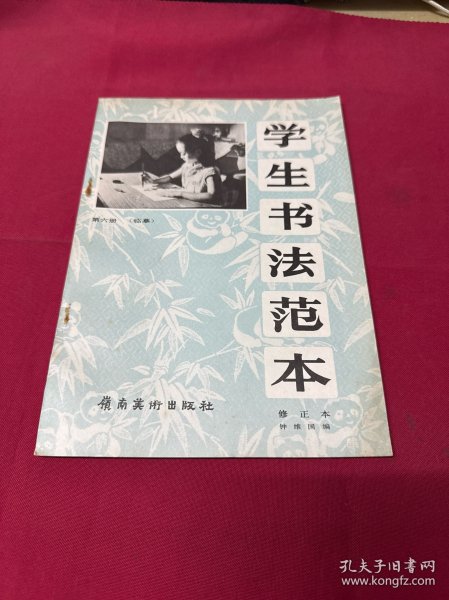 学生书法范本
第六册 （临摹）
嶺南美術出版社
修正本
钟维国编
孔夫子旧书网
www.kongfz.com